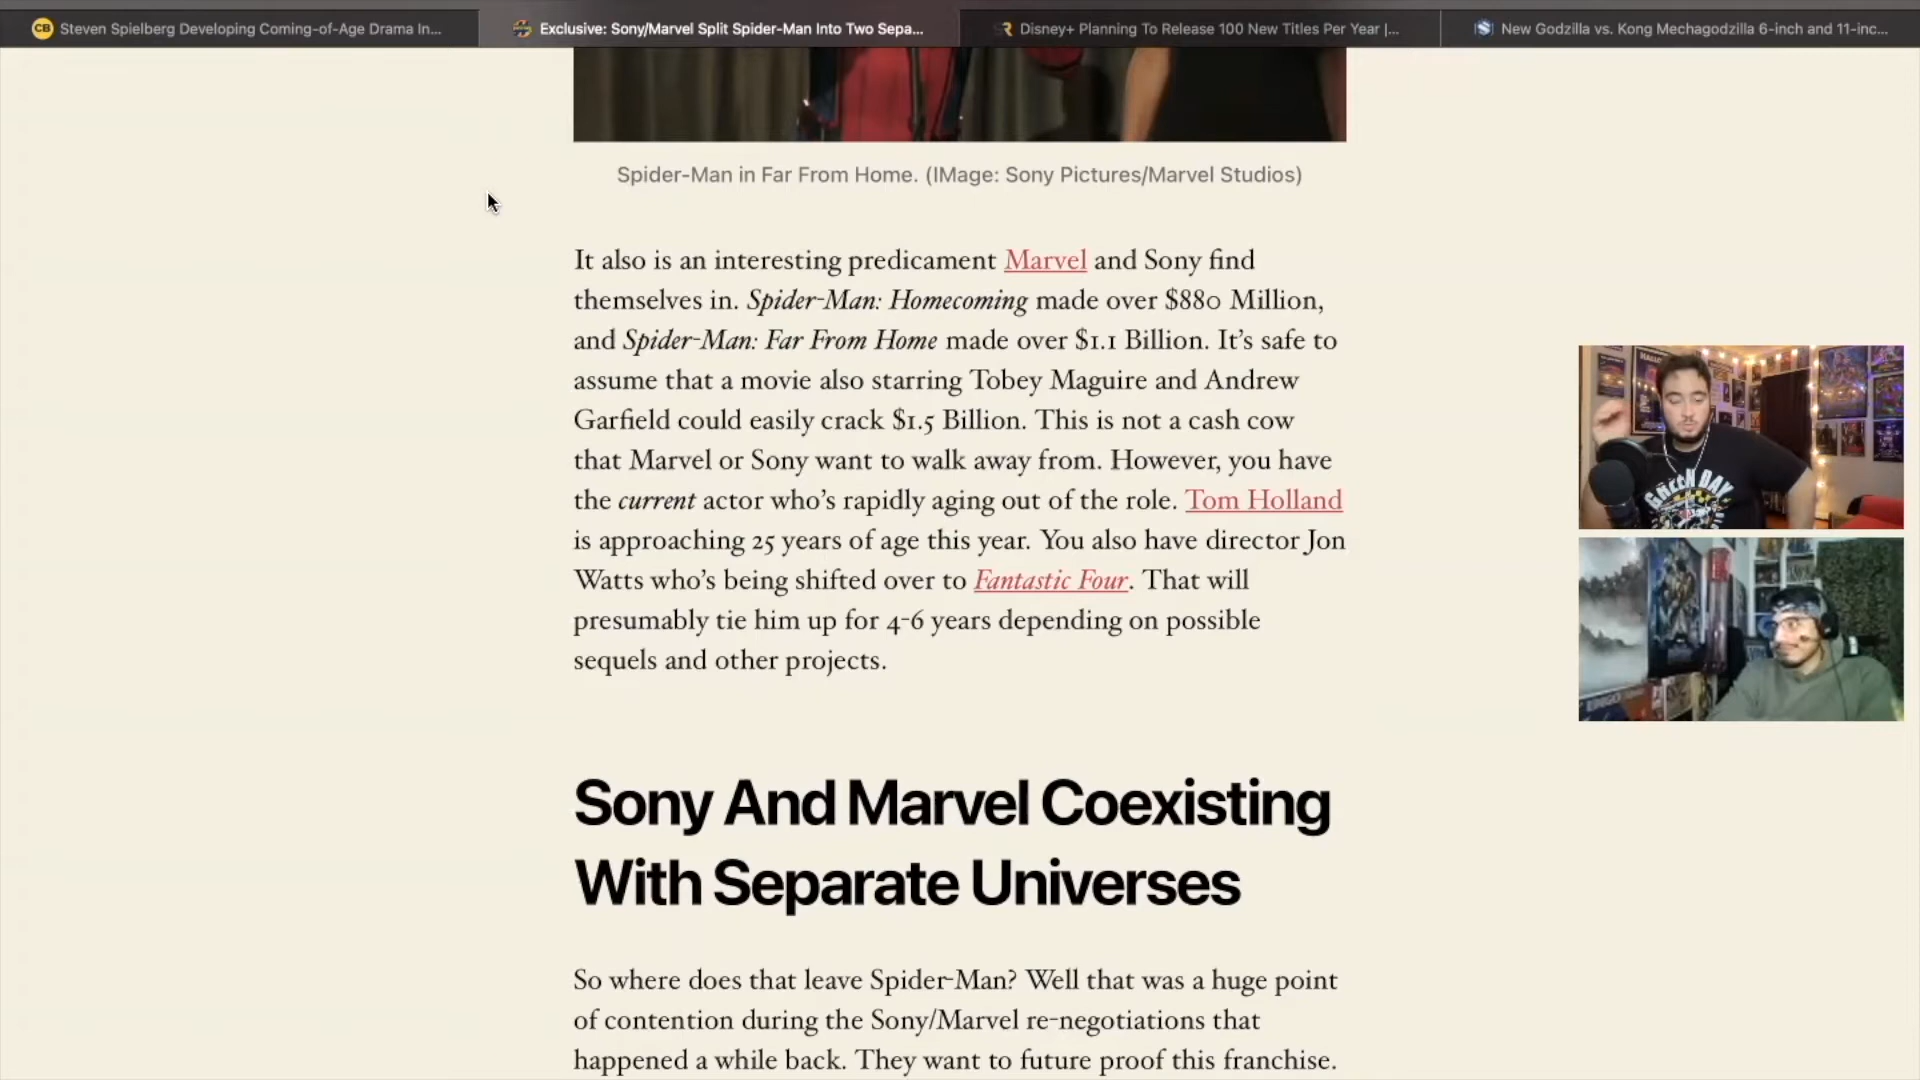 CB Steven Spielberg Developing Coming-of-Age Drama In...
Exclusive: Sony/Marvel Split Spider-Man Into Two Sepa...
Disney+ Planning To Release 100 New Titles Per Year |...
New Godzilla vs. Kong Mechagodzilla 6-inch and 11-inc...
Spider-Man in Far From Home. (IMage: Sony Pictures/Marvel Studios)
It also is an interesting predicament Marvel and Sony find
themselves in. Spider-Man: Homecoming made over $880 Million,
and Spider-Man: Far From Home made over $1.1 Billion. It’s safe to
assume that a movie also starring Tobey Maguire and Andrew
Garfield could easily crack $1.5 Billion. This is not a cash cow
that Marvel or Sony want to walk away from. However, you have
the current actor who’s rapidly aging out of the role. Tom Holland
is approaching 25 years of age this year. You also have director Jon
Watts who’s being shifted over to Fantastic Four. That will
presumably tie him up for 4-6 years depending on possible
sequels and other projects.
GREEN DAY
Sony And Marvel Coexisting
With Separate Universes
So where does that leave Spider-Man? Well that was a huge point
of contention during the Sony/Marvel re-negotiations that
happened a while back. They want to future proof this franchise.